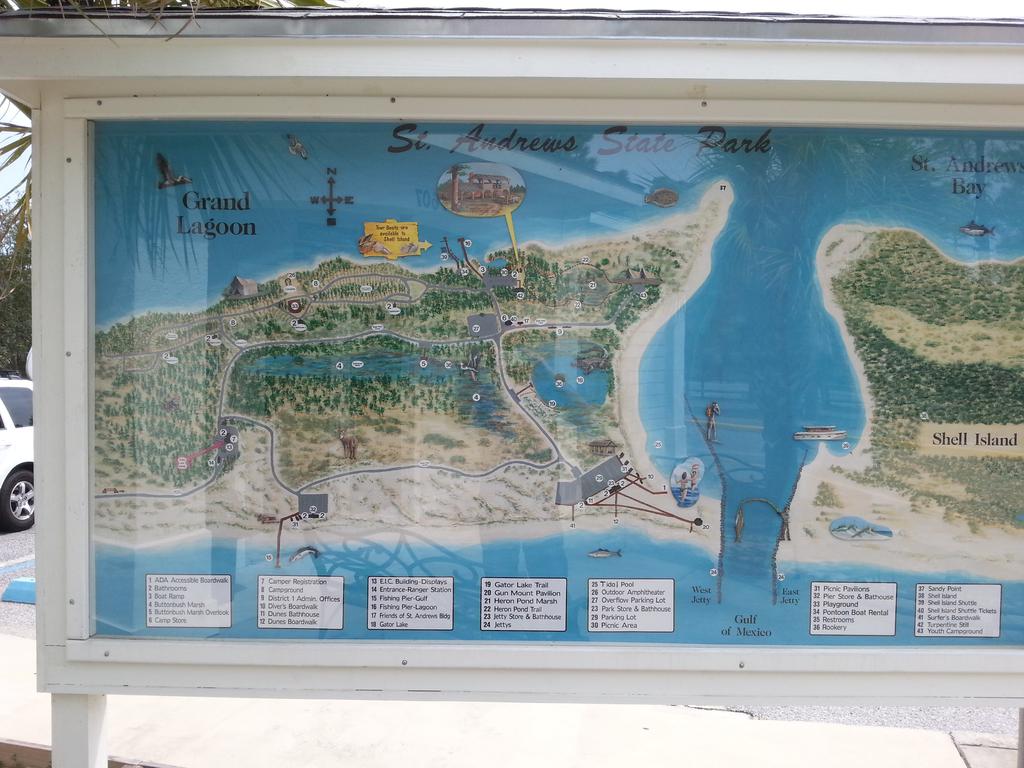 St. Andrews State Park
Grand
Lagoon
N
W
E
Tour Boats are
available to
Shell Island
St. Andrews
Bay
Shell Island
West
Jetty
East
Jetty
Gulf
of Mexico
1 ADA Accessible Boardwalk
2 Bathrooms
3 Boat Ramp
4 Buttonbush Marsh
5 Buttonbush Marsh Overlook
6 Camp Store
7 Camper Registration
8 Campground
9 District 1 Admin. Offices
10 Diver's Boardwalk
11 Dunes Bathhouse
12 Dunes Boardwalk
13 E.I.C. Building-Displays
14 Entrance-Ranger Station
15 Fishing Pier-Gulf
16 Fishing Pier-Lagoon
17 Friends of St. Andrews Bldg
18 Gator Lake
19 Gator Lake Trail
20 Gun Mount Pavilion
21 Heron Pond Marsh
22 Heron Pond Trail
23 Jetty Store & Bathhouse
24 Jettys
25 Tidal Pool
26 Outdoor Amphitheater
27 Overflow Parking Lot
28 Park Store & Bathhouse
29 Parking Lot
30 Picnic Area
31 Picnic Pavilions
32 Pier Store & Bathouse
33 Playground
34 Pontoon Boat Rental
35 Restrooms
36 Rookery
37 Sandy Point
38 Shell Island
39 Shell Island Shuttle
40 Shell Island Shuttle Tickets
41 Surfer's Boardwalk
42 Turpentine Still
43 Youth Campground